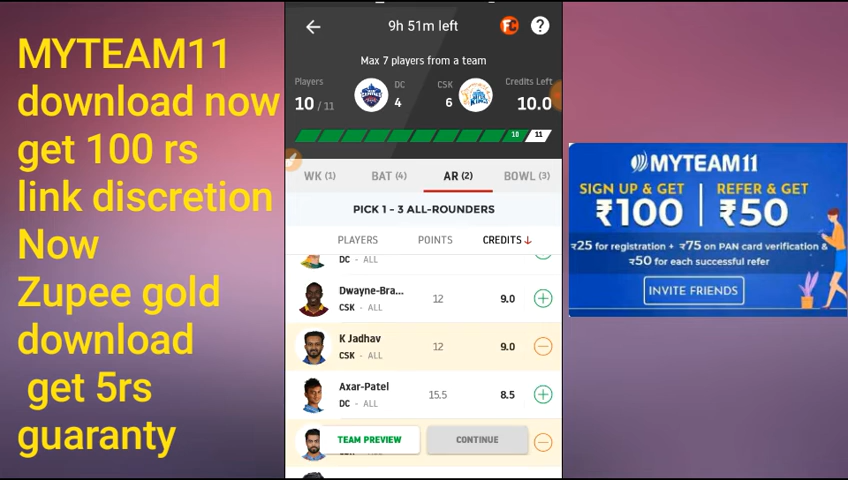 MYTEAM11
download now
get 100 rs
link discretion
Now
Zupee gold
download
get 5rs
guaranty
9h 51m left
FC
?
Max 7 players from a team
Players
10 / 11
DC
4
CSK
6
Credits Left
10.0
10
11
WK (1)
BAT (4)
AR (2)
BOWL (3)
PICK 1 - 3 ALL-ROUNDERS
PLAYERS
POINTS
CREDITS↓
DC - ALL
Dwayne-Bra...
CSK - ALL
12
9.0
K Jadhav
CSK - ALL
12
9.0
Axar-Patel
DC - ALL
15.5
8.5
TEAM PREVIEW
CONTINUE
MYTEAM11
SIGN UP & GET
₹100
REFER & GET
₹50
₹25 for registration + ₹75 on PAN card verification &
₹50 for each successful refer
INVITE FRIENDS